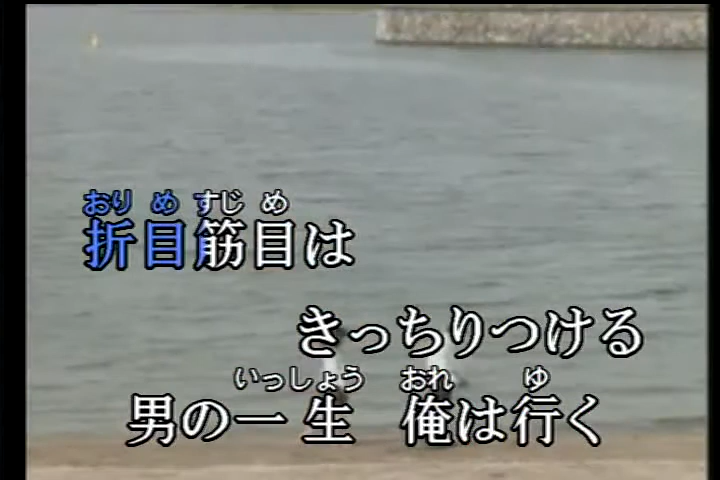 おりめすじめ
折目筋目は
きっちりつける
いっしょう おれ ゆ
男の一生 俺は行く